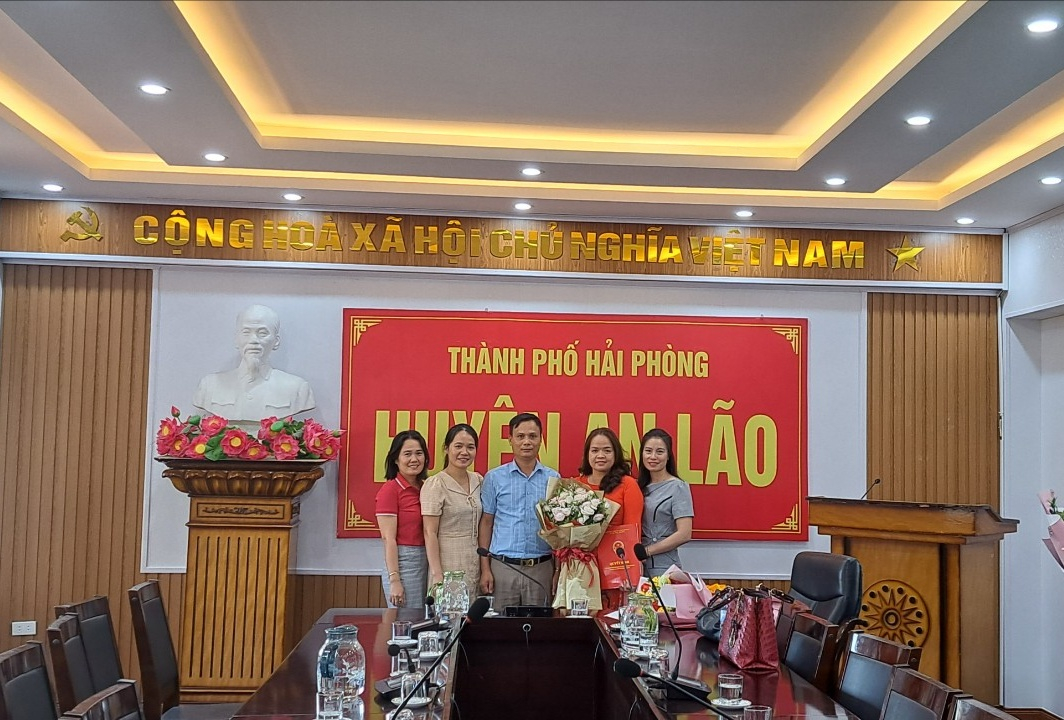 CỘNG HOÀ XÃ HỘI CHỦ NGHĨA VIỆT NAM
THÀNH PHỐ HẢI PHÒNG
HUYỆN AN LÃO